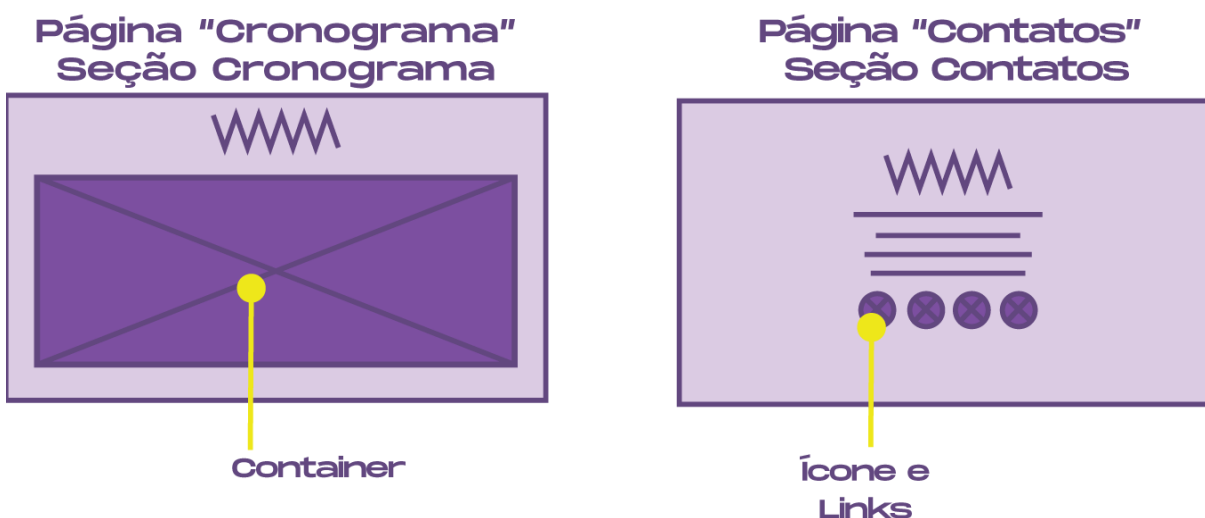 Página "Cronograma"
Seção Cronograma
Container
Página "Contatos"
Seção Contatos
Ícone e
Links